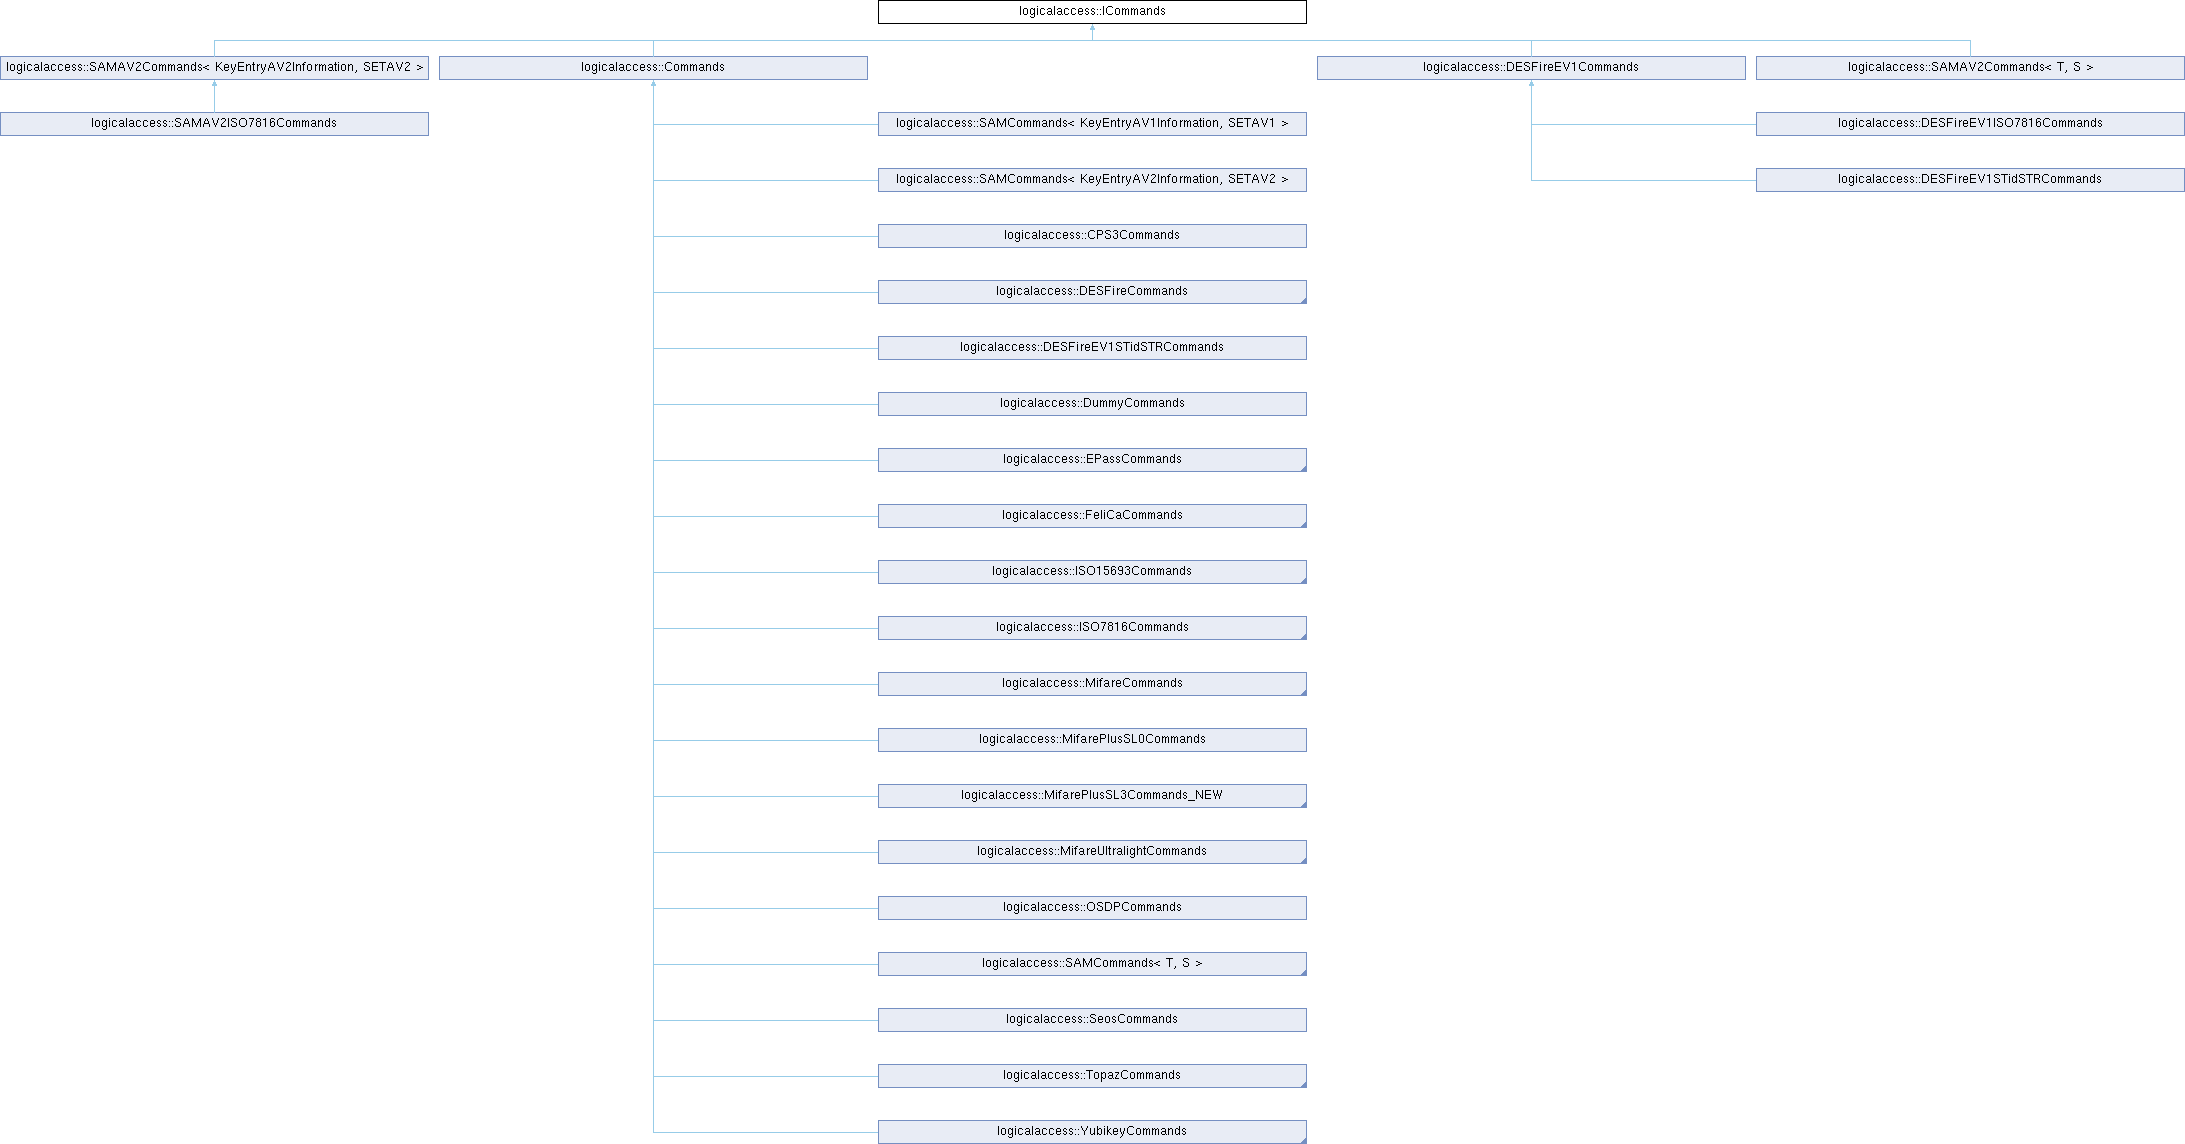 logicalaccess::ICommands
logicalaccess::SAMAV2Commands< KeyEntryAV2Information, SETAV2 >
logicalaccess::Commands
logicalaccess::DESFireEV1Commands
logicalaccess::SAMAV2Commands< T, S >
logicalaccess::SAMAV2ISO7816Commands
logicalaccess::SAMCommands< KeyEntryAV1Information, SETAV1 >
logicalaccess::DESFireEV1ISO7816Commands
logicalaccess::SAMCommands< KeyEntryAV2Information, SETAV2 >
logicalaccess::DESFireEV1STidSTRCommands
logicalaccess::CPS3Commands
logicalaccess::DESFireCommands
logicalaccess::DESFireEV1STidSTRCommands
logicalaccess::DummyCommands
logicalaccess::EPassCommands
logicalaccess::FeliCaCommands
logicalaccess::ISO15693Commands
logicalaccess::ISO7816Commands
logicalaccess::MifareCommands
logicalaccess::MifarePlusSL0Commands
logicalaccess::MifarePlusSL3Commands_NEW
logicalaccess::MifareUltralightCommands
logicalaccess::OSDPCommands
logicalaccess::SAMCommands< T, S >
logicalaccess::SeosCommands
logicalaccess::TopazCommands
logicalaccess::YubikeyCommands